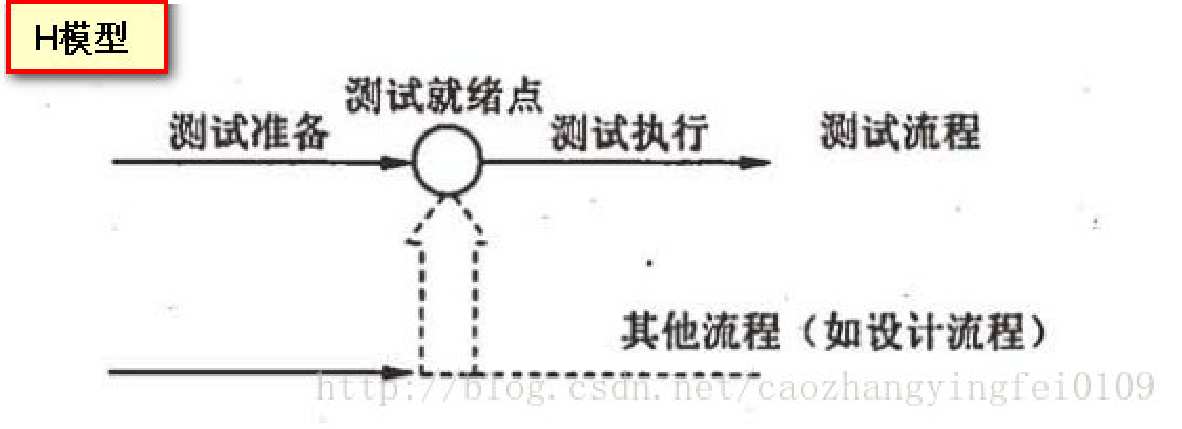 H模型
测试就绪点
测试准备
测试执行
测试流程
其他流程（如设计流程）
http://blog.csdn.net/caozhangyingfei0109